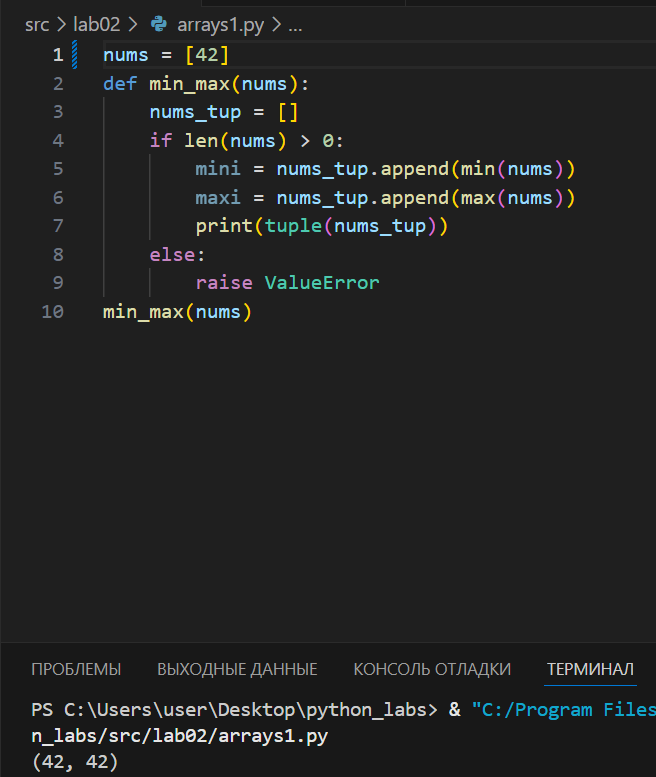 src > lab02 > arrays1.py > ...
1 nums = [42]
2 def min_max(nums):
3     nums_tup = []
4     if len(nums) > 0:
5         mini = nums_tup.append(min(nums))
6         maxi = nums_tup.append(max(nums))
7         print(tuple(nums_tup))
8     else:
9         raise ValueError
10 min_max(nums)
ПРОБЛЕМЫ ВЫХОДНЫЕ ДАННЫЕ КОНСОЛЬ ОТЛАДКИ ТЕРМИНАЛ
PS C:\Users\user\Desktop\python_labs> & "C:/Program Files
n_labs/src/lab02/arrays1.py
(42, 42)